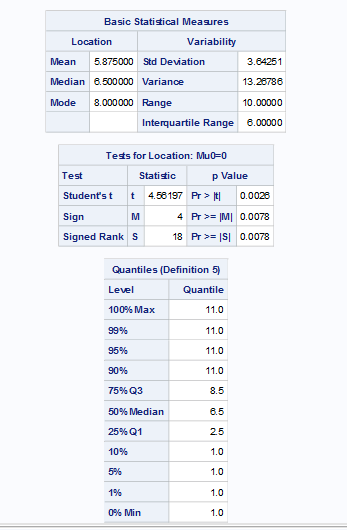 Basic Statistical Measures
Location Variability
Mean 5.875000 Std Deviation 3.64251
Median 6.500000 Variance 13.26786
Mode 8.000000 Range 10.00000
Interquartile Range 6.00000
Tests for Location: Mu0=0
Test Statistic p Value
Student's t t 4.56197 Pr > |t| 0.0026
Sign M 4 Pr >= |M| 0.0078
Signed Rank S 18 Pr >= |S| 0.0078
Quantiles (Definition 5)
Level Quantile
100% Max 11.0
99% 11.0
95% 11.0
90% 11.0
75% Q3 8.5
50% Median 6.5
25% Q1 2.5
10% 1.0
5% 1.0
1% 1.0
0% Min 1.0